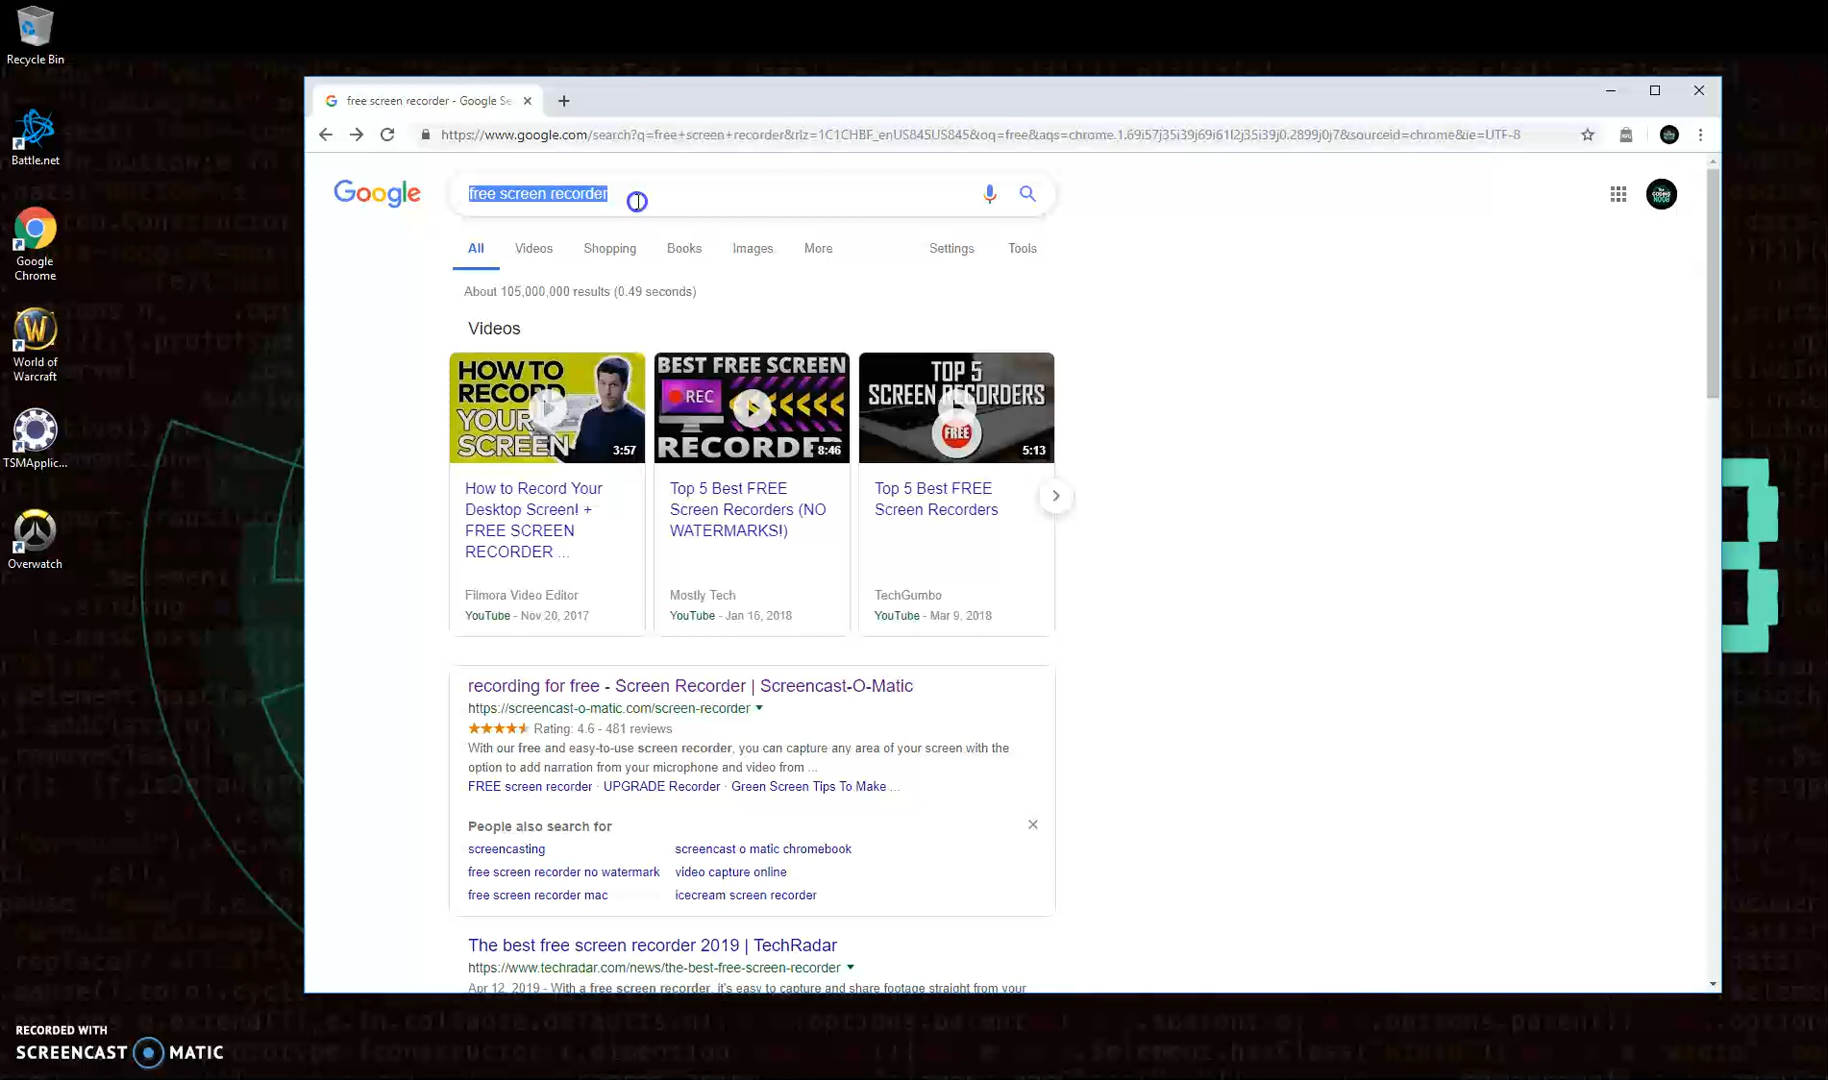 Recycle Bin
Battle.net
Google
Chrome
World of
Warcraft
TSMApplic...
Overwatch
free screen recorder - Google Se
https://www.google.com/search?q=free+screen+recorder&rlz=1C1CHBF_enUS845US845&oq=free&aqs=chrome.1.69i57j35i39j69i61l2j35i39j0.2899j0j7&sourceid=chrome&ie=UTF-8
Google
free screen recorder
All Videos Shopping Books Images More Settings Tools
About 105,000,000 results (0.49 seconds)
Videos
HOW TO
RECORD
YOUR
SCREEN
3:57
BEST FREE SCREEN
REC
RECORDER
8:46
TOP 5
SCREEN RECORDERS
FREE
5:13
How to Record Your
Desktop Screen! +
FREE SCREEN
RECORDER ...
Filmora Video Editor
YouTube - Nov 20, 2017
Top 5 Best FREE
Screen Recorders (NO
WATERMARKS!)
Mostly Tech
YouTube - Jan 16, 2018
Top 5 Best FREE
Screen Recorders
TechGumbo
YouTube - Mar 9, 2018
recording for free - Screen Recorder | Screencast-O-Matic
https://screencast-o-matic.com/screen-recorder
Rating: 4.6 - 481 reviews
With our free and easy-to-use screen recorder, you can capture any area of your screen with the
option to add narration from your microphone and video from ...
FREE screen recorder · UPGRADE Recorder · Green Screen Tips To Make ...
People also search for
screencasting
screencast o matic chromebook
free screen recorder no watermark
video capture online
free screen recorder mac
icecream screen recorder
The best free screen recorder 2019 | TechRadar
https://www.techradar.com/news/the-best-free-screen-recorder
Apr 12, 2019 - With a free screen recorder, it's easy to capture and share footage straight from your
RECORDED WITH
SCREENCAST MATIC